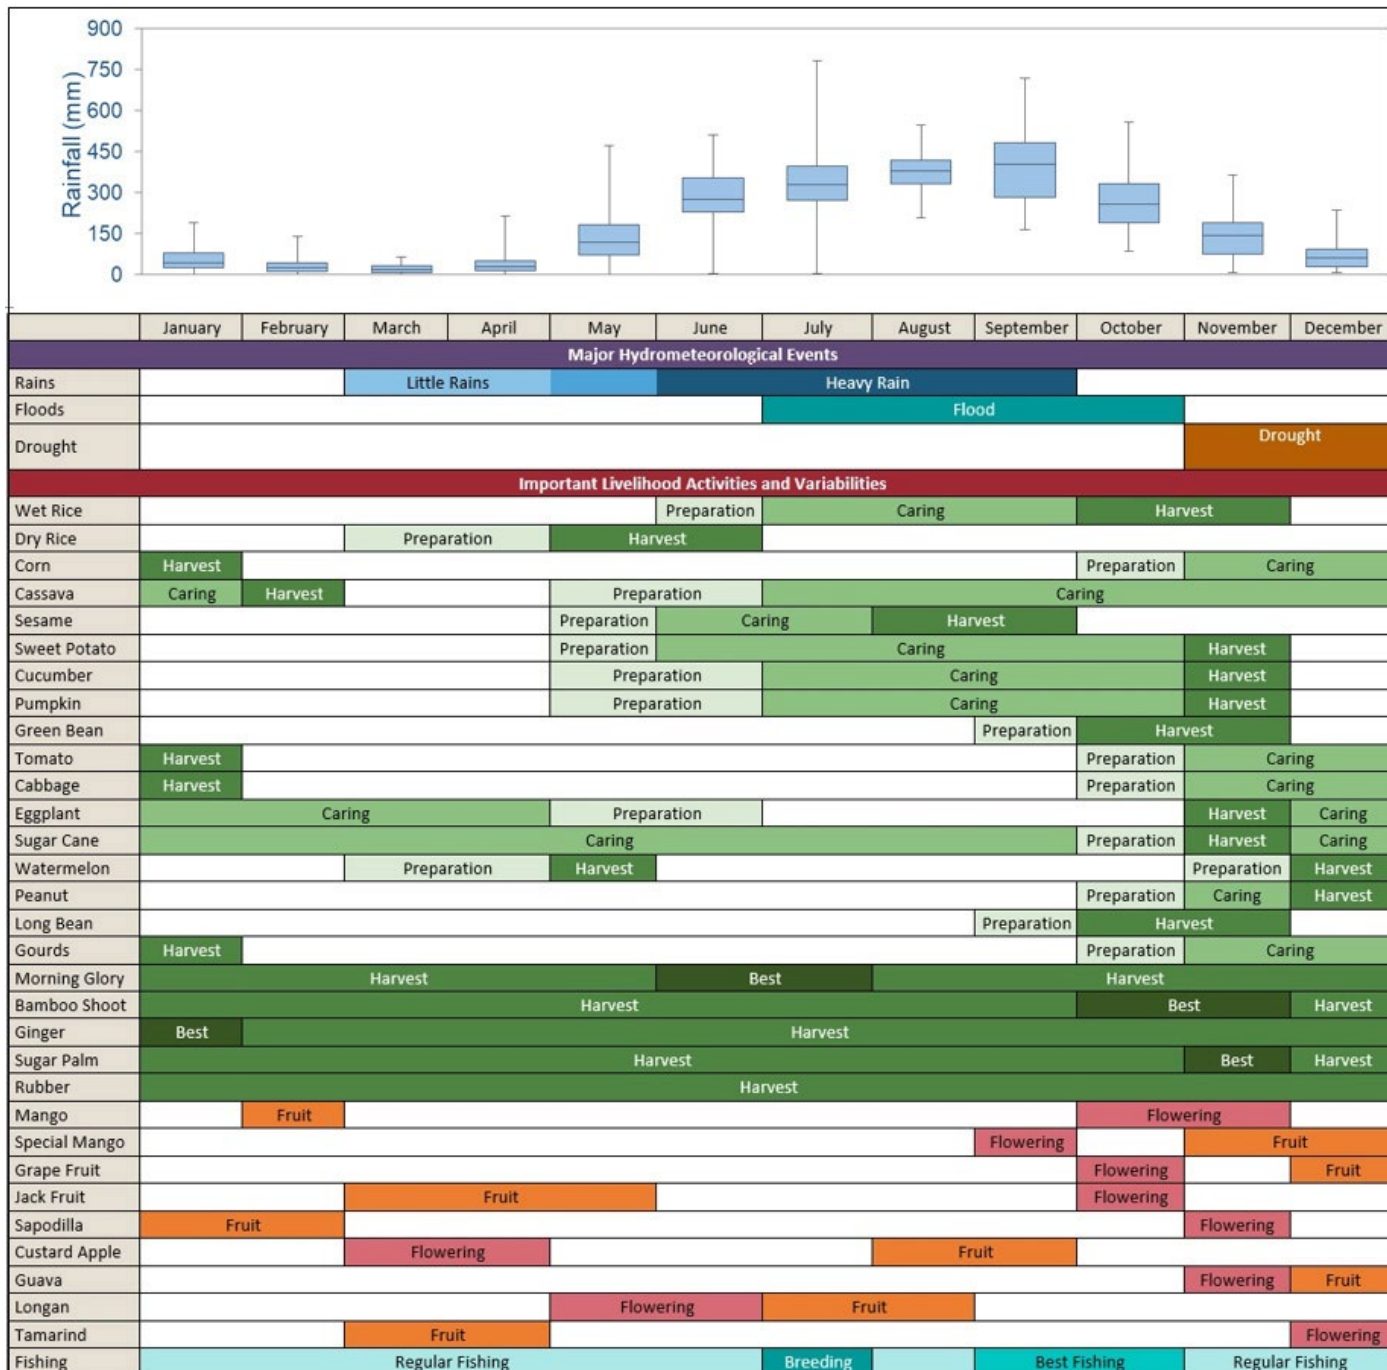 900
750
600
450
300
150
0
Rainfall (mm)
January February March April May June July August September October November December
Major Hydrometeorological Events
Rains Little Rains Heavy Rain
Floods Flood
Drought Drought
Important Livelihood Activities and Variabilities
Wet Rice Preparation Caring Harvest
Dry Rice Preparation Harvest
Corn Harvest Preparation Caring
Cassava Caring Harvest Preparation Caring
Sesame Preparation Caring Harvest
Sweet Potato Preparation Caring Harvest
Cucumber Preparation Caring Harvest
Pumpkin Preparation Caring Harvest
Green Bean Preparation Harvest
Tomato Harvest Preparation Caring
Cabbage Harvest Preparation Caring
Eggplant Caring Preparation Harvest Caring
Sugar Cane Caring Preparation Harvest Caring
Watermelon Preparation Harvest Preparation Harvest
Peanut Preparation Caring Harvest
Long Bean Preparation Harvest
Gourds Harvest Preparation Caring
Morning Glory Harvest Best Harvest
Bamboo Shoot Harvest Best Harvest
Ginger Best Harvest
Sugar Palm Harvest Best Harvest
Rubber Harvest
Mango Fruit Flowering
Special Mango Flowering Fruit
Grape Fruit Flowering Fruit
Jack Fruit Fruit Flowering
Sapodilla Fruit Flowering
Custard Apple Flowering Fruit
Guava Flowering Fruit
Longan Flowering Fruit
Tamarind Fruit Flowering
Fishing Regular Fishing Breeding Best Fishing Regular Fishing